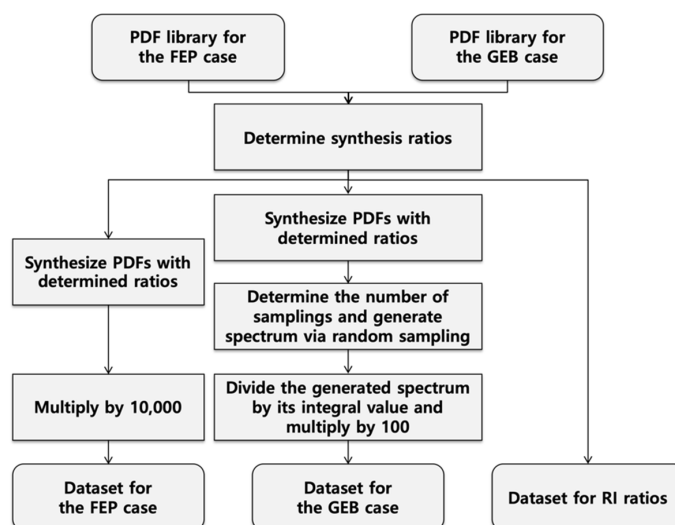 PDF library for
the FEP case
PDF library for
the GEB case
Determine synthesis ratios
Synthesize PDFs with
determined ratios
Synthesize PDFs with
determined ratios
Determine the number of
samplings and generate
spectrum via random sampling
Multiply by 10,000
Divide the generated spectrum
by its integral value and
multiply by 100
Dataset for
the FEP case
Dataset for
the GEB case
Dataset for RI ratios